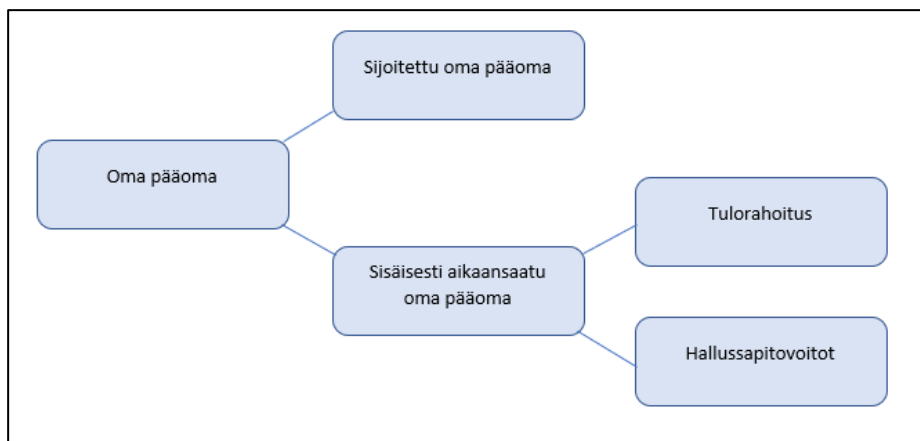 Sijoitettu oma pääoma
Oma pääoma
Tulorahoitus
Sisäisesti aikaansaatu
oma pääoma
Hallussapitovoitot